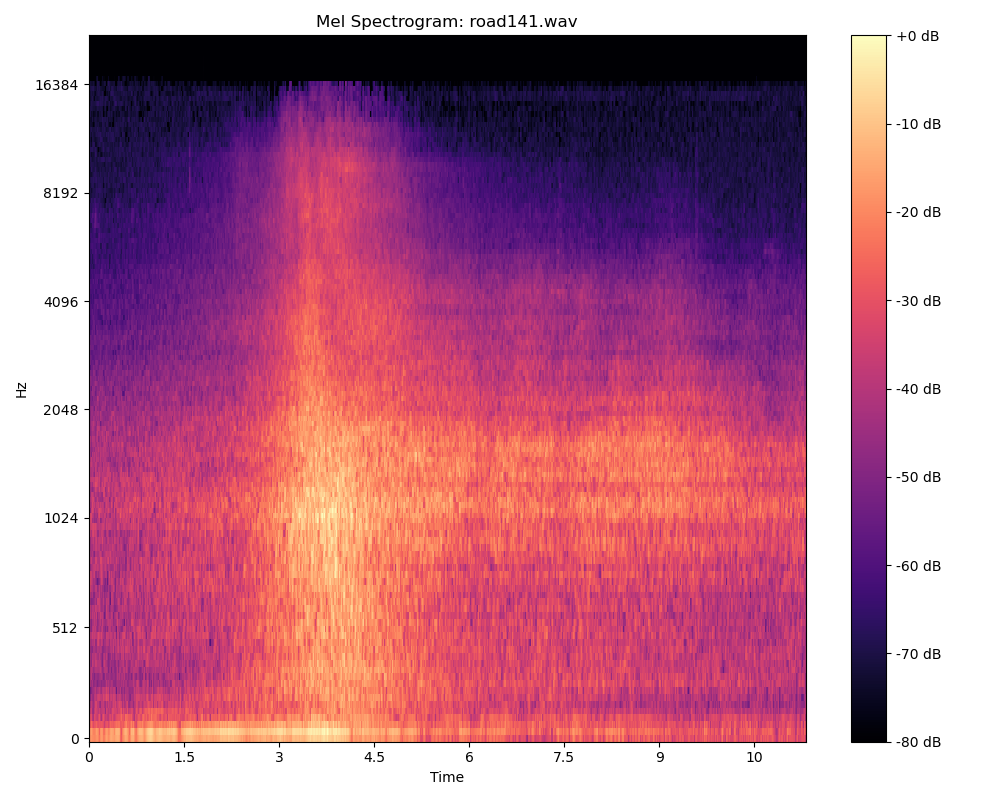 Mel Spectrogram: road141.wav
Hz
16384
8192
4096
2048
1024
512
0
0 1.5 3 4.5 6 7.5 9 10
Time
+0 dB
-10 dB
-20 dB
-30 dB
-40 dB
-50 dB
-60 dB
-70 dB
-80 dB